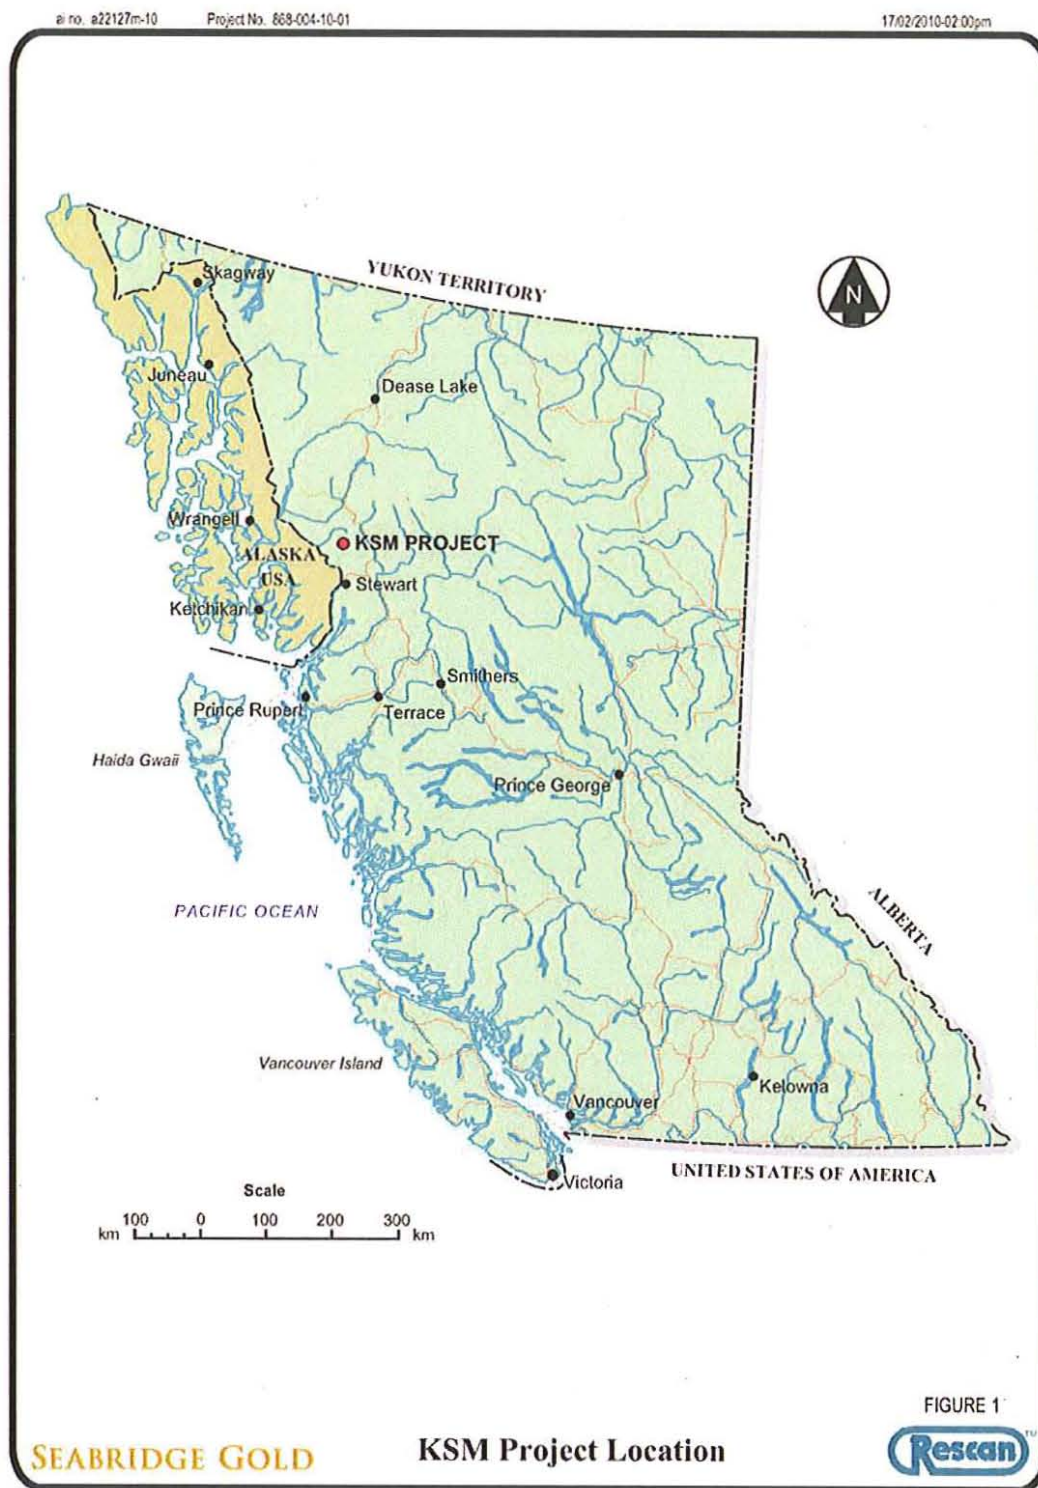 ai no. a22127m-10 Project No. 868-004-10-01 17/02/2010-02:00pm
YUKON TERRITORY
N
Skagway
Juneau
Dease Lake
Wrangell
KSM PROJECT
ALASKA
USA
Stewart
Ketchikan
Smithers
Prince Rupert
Terrace
Haida Gwaii
Prince George
PACIFIC OCEAN
ALBERTA
Vancouver Island
Kelowna
Vancouver
UNITED STATES OF AMERICA
Victoria
Scale
100 0 100 200 300
km km
FIGURE 1
SEABRIDGE GOLD
KSM Project Location
Rescan TM